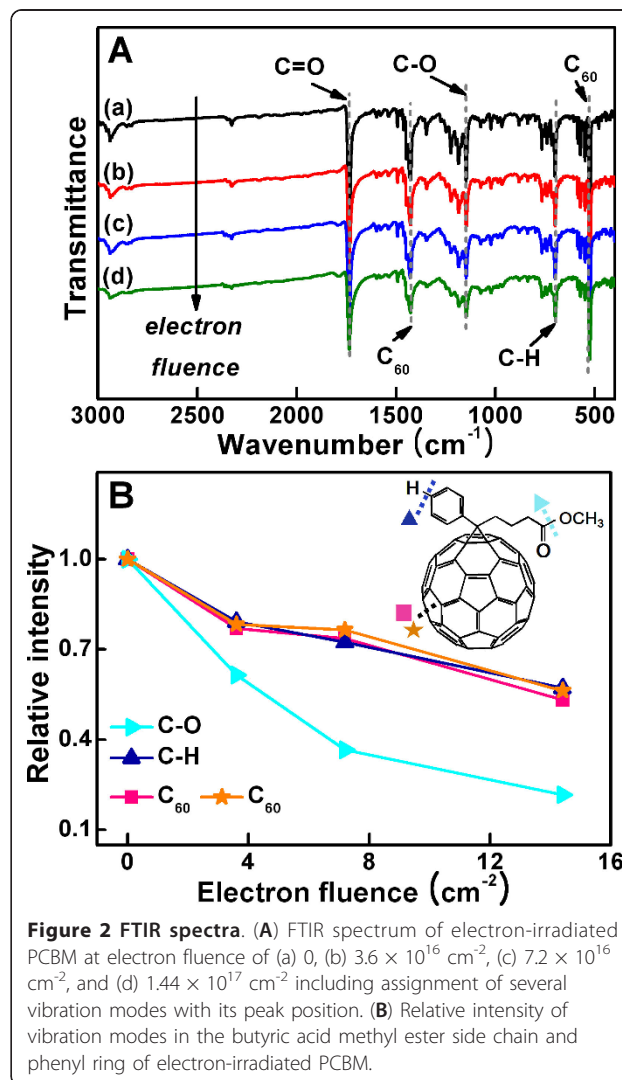 A
C=O
C-O
C₆₀
(a)
(b)
(c)
(d)
electron
fluence
C₆₀
C-H
Transmittance
3000 2500 2000 1500 1000 500
Wavenumber (cm⁻¹)
B
H
OCH₃
O
1.0
0.7
0.4
0.1
Relative intensity
C-O
C-H
C₆₀ C₆₀
0 4 8 12 16
Electron fluence (cm⁻²)
Figure 2 FTIR spectra. (A) FTIR spectrum of electron-irradiated
PCBM at electron fluence of (a) 0, (b) 3.6 × 10¹⁶ cm⁻², (c) 7.2 × 10¹⁶
cm⁻², and (d) 1.44 × 10¹⁷ cm⁻² including assignment of several
vibration modes with its peak position. (B) Relative intensity of
vibration modes in the butyric acid methyl ester side chain and
phenyl ring of electron-irradiated PCBM.